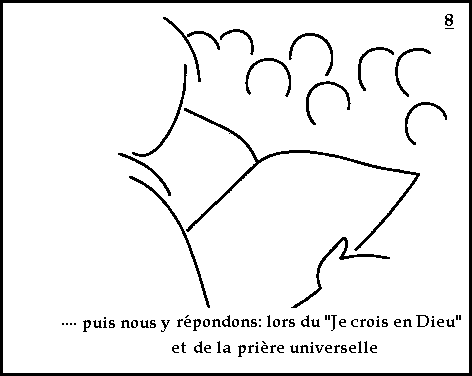 8
.... puis nous y répondons: lors du "Je crois en Dieu"
et de la prière universelle